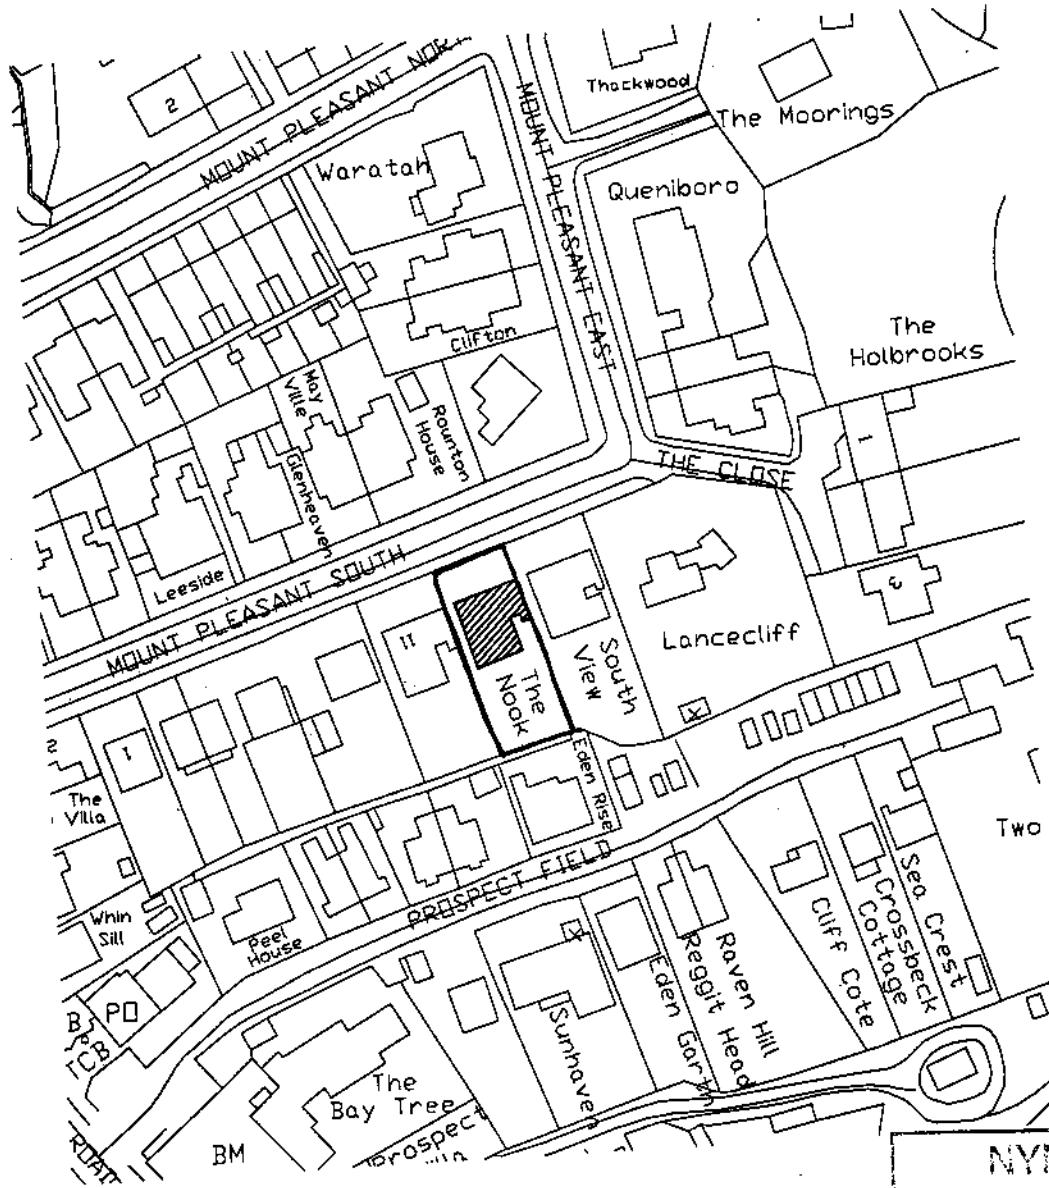 MOUNT PLEASANT NORT
2
Thackwood
The Moorings
MOUNT PLEASANT EAST
Waratah
Queniboro
The
Holbrooks
Clifton
May
Ville
Rounton
House
Glenheaven
1
THE CLOSE
Leeside
MOUNT PLEASANT SOUTH
3
Lancecliff
South
View
11
The
Nook
2
1
The
Villa
Eden Rise
Two
PROSPECT FIELD
Whin
Sill
Peel
House
Sea Crest
Crossbeck
Cottage
Cliff Cote
Raven Hill
Reggit Head
Eden Garth
Sunhaven
PO
TCB
The
Bay Tree
Prospect
BM
ROAD
NY